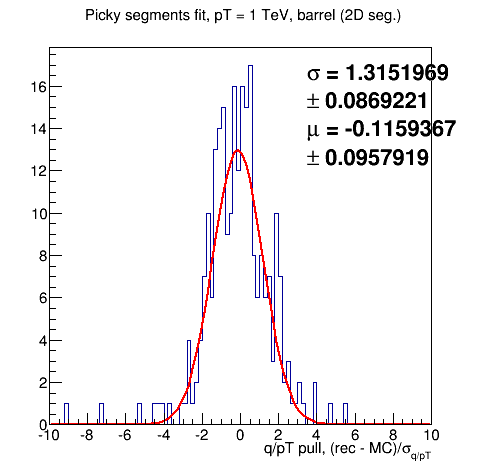 Picky segments fit, pT = 1 TeV, barrel (2D seg.)
σ = 1.3151969
± 0.0869221
μ = -0.1159367
± 0.0957919
16
14
12
10
8
6
4
2
0
-10 -8 -6 -4 -2 0 2 4 6 8 10
q/pT pull, (rec - MC)/σq/pT